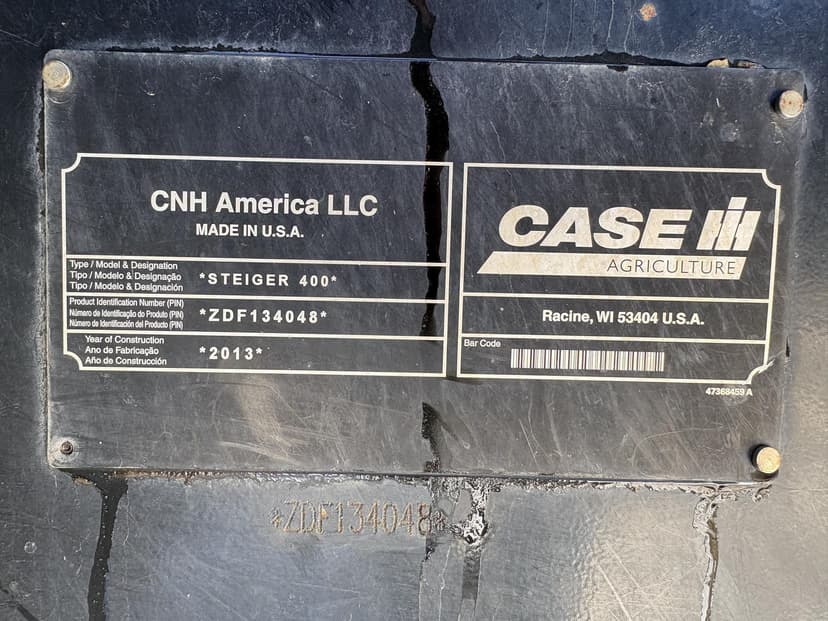 CNH America LLC
MADE IN U.S.A.
Type / Model & Designation
Tipo / Modelo & Designação
Tipo / Modelo & Designación
*STEIGER 400*
Product Identification Number (PIN)
Número de Identificação do Produto (PIN)
Número de Identificación del Producto (PIN)
*ZDF134048*
Year of Construction
Ano de Fabricação
Año de Construcción
*2013*
CASE IH
AGRICULTURE
Racine, WI 53404 U.S.A.
Bar Code
47368459 A
*ZDF134048*